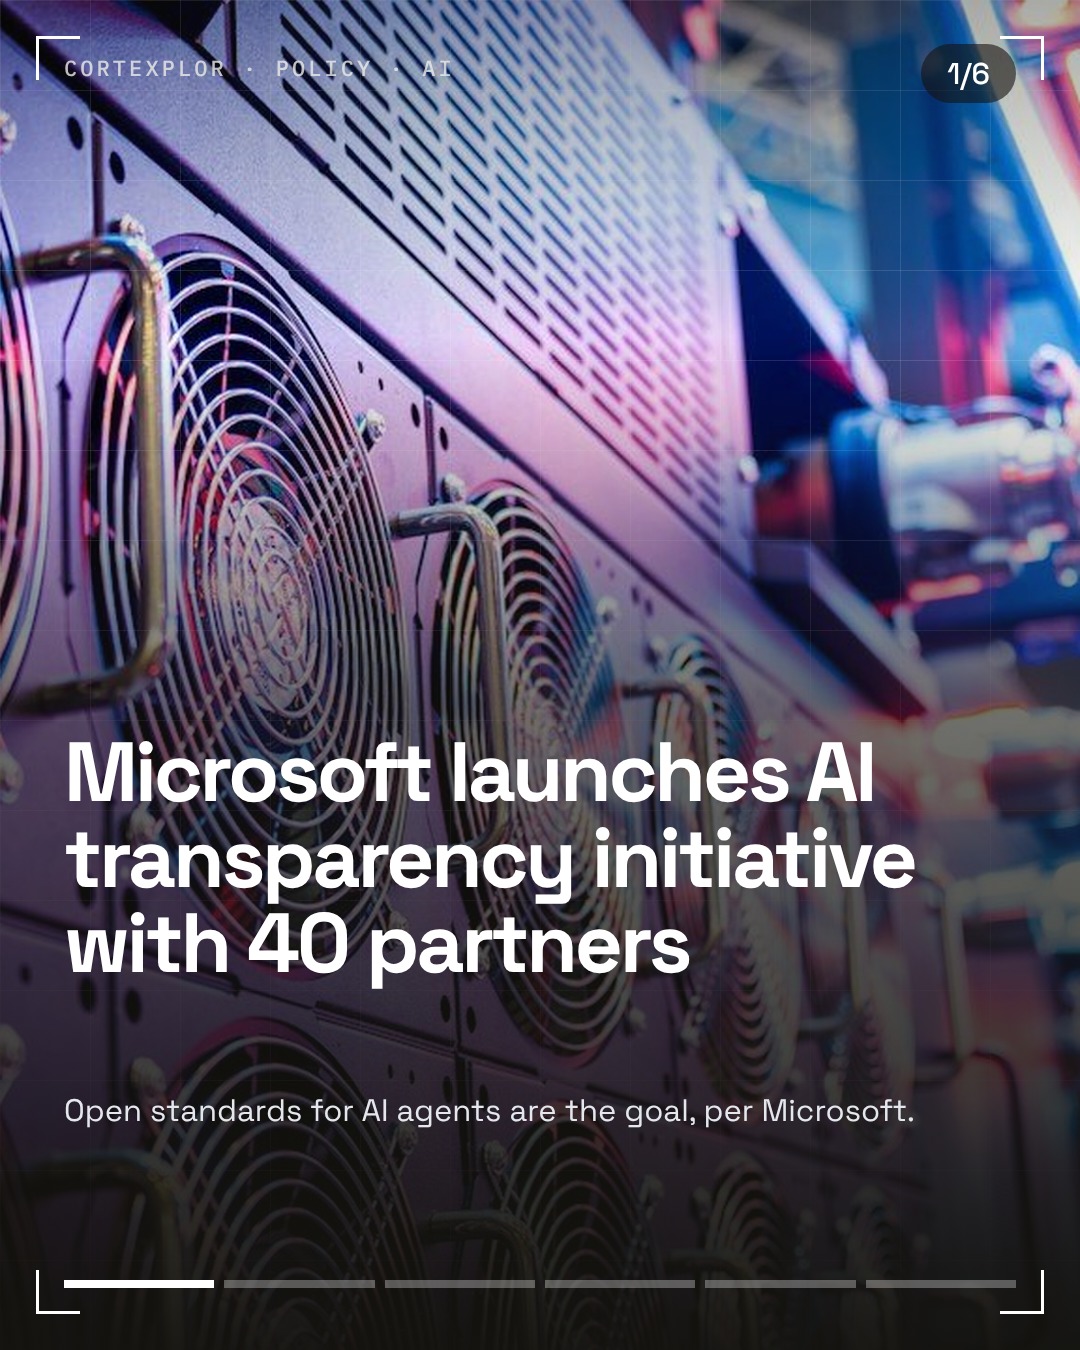 CORTEXPLOR · POLICY · AI
1/6
Microsoft launches AI
transparency initiative
with 40 partners
Open standards for AI agents are the goal, per Microsoft.